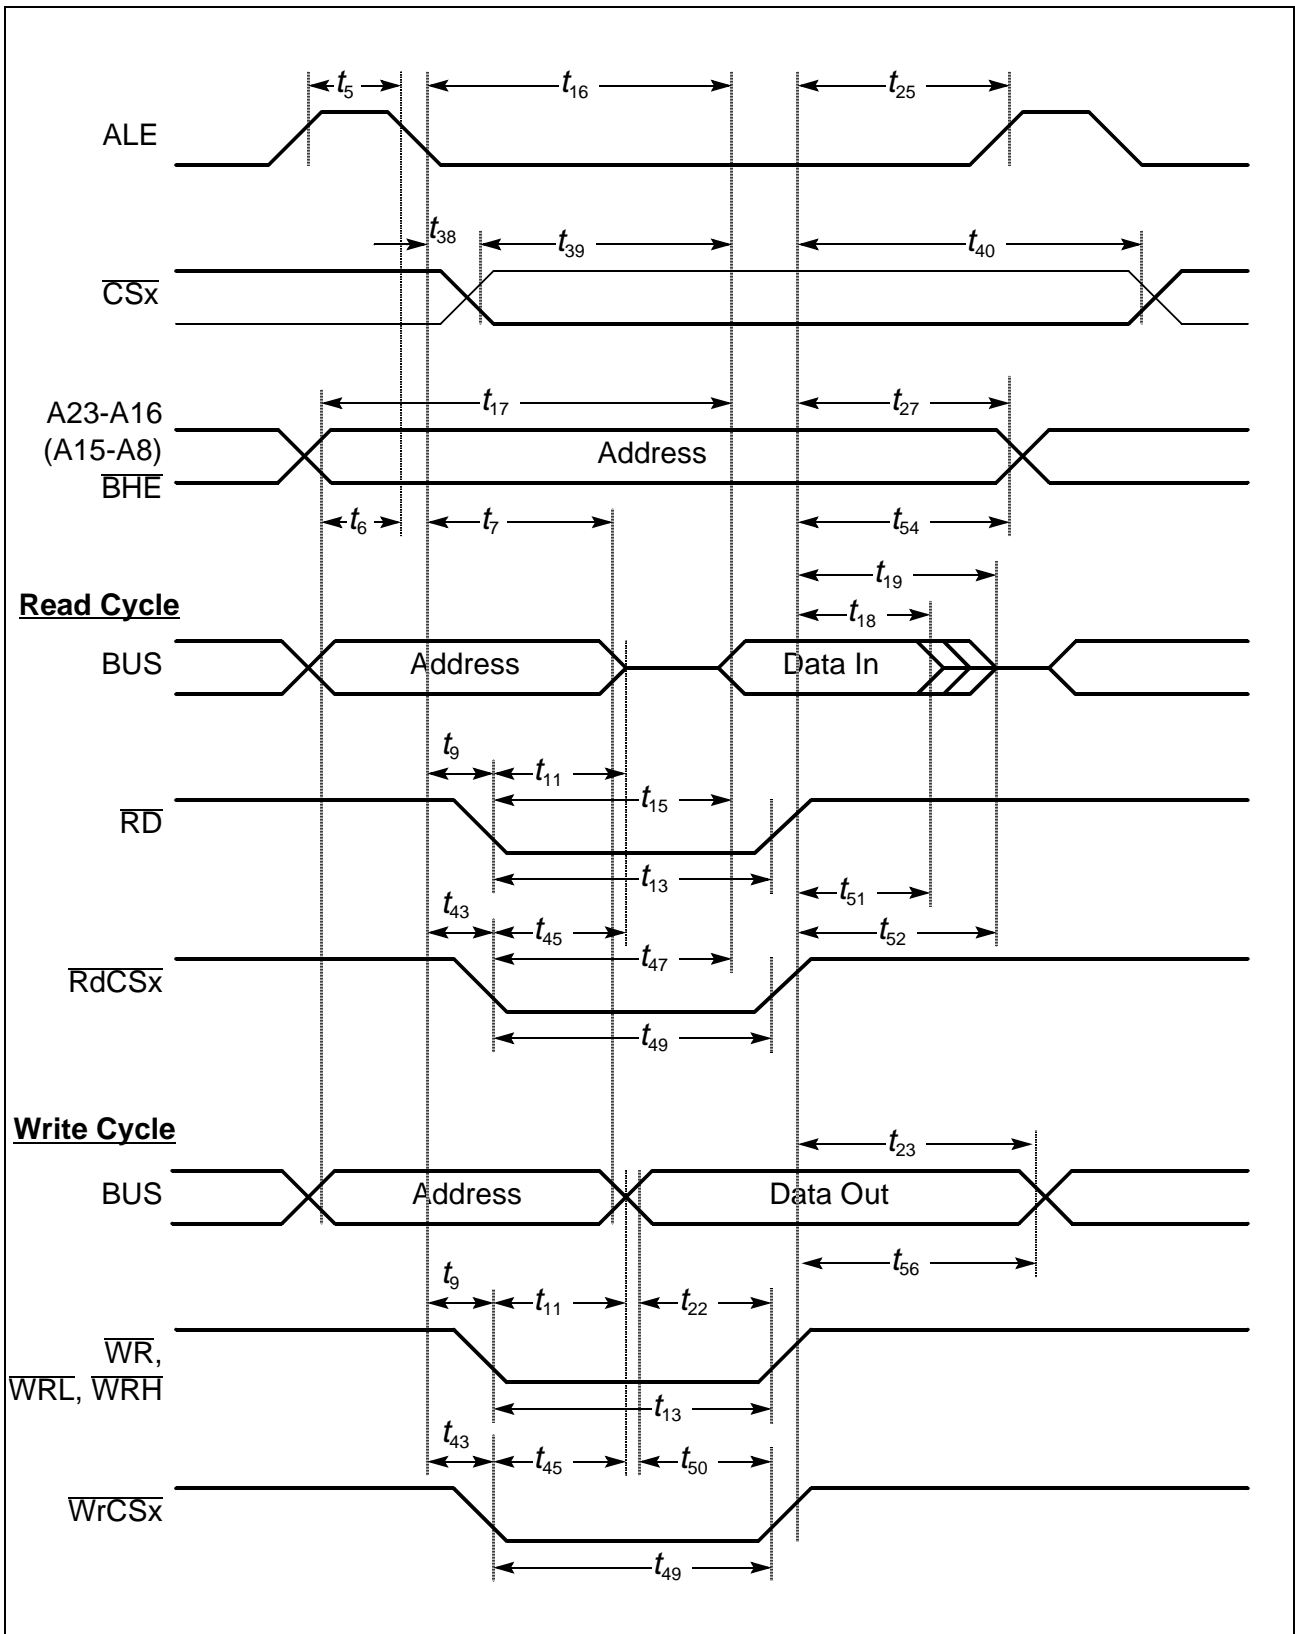 t5 t16 t25
ALE
t38 t39 t40
CSx
t17 t27
A23-A16
(A15-A8)
BHE
Address
t6 t7 t54
t19
Read Cycle
t18
BUS Address Data In
t9
t11
t15
RD
t13
t51
t43
t45 t52
t47
RdCSx
t49
Write Cycle
t23
BUS Address Data Out
t56
t9
t11 t22
WR,
WRL, WRH
t13
t43
t45 t50
WrCSx
t49